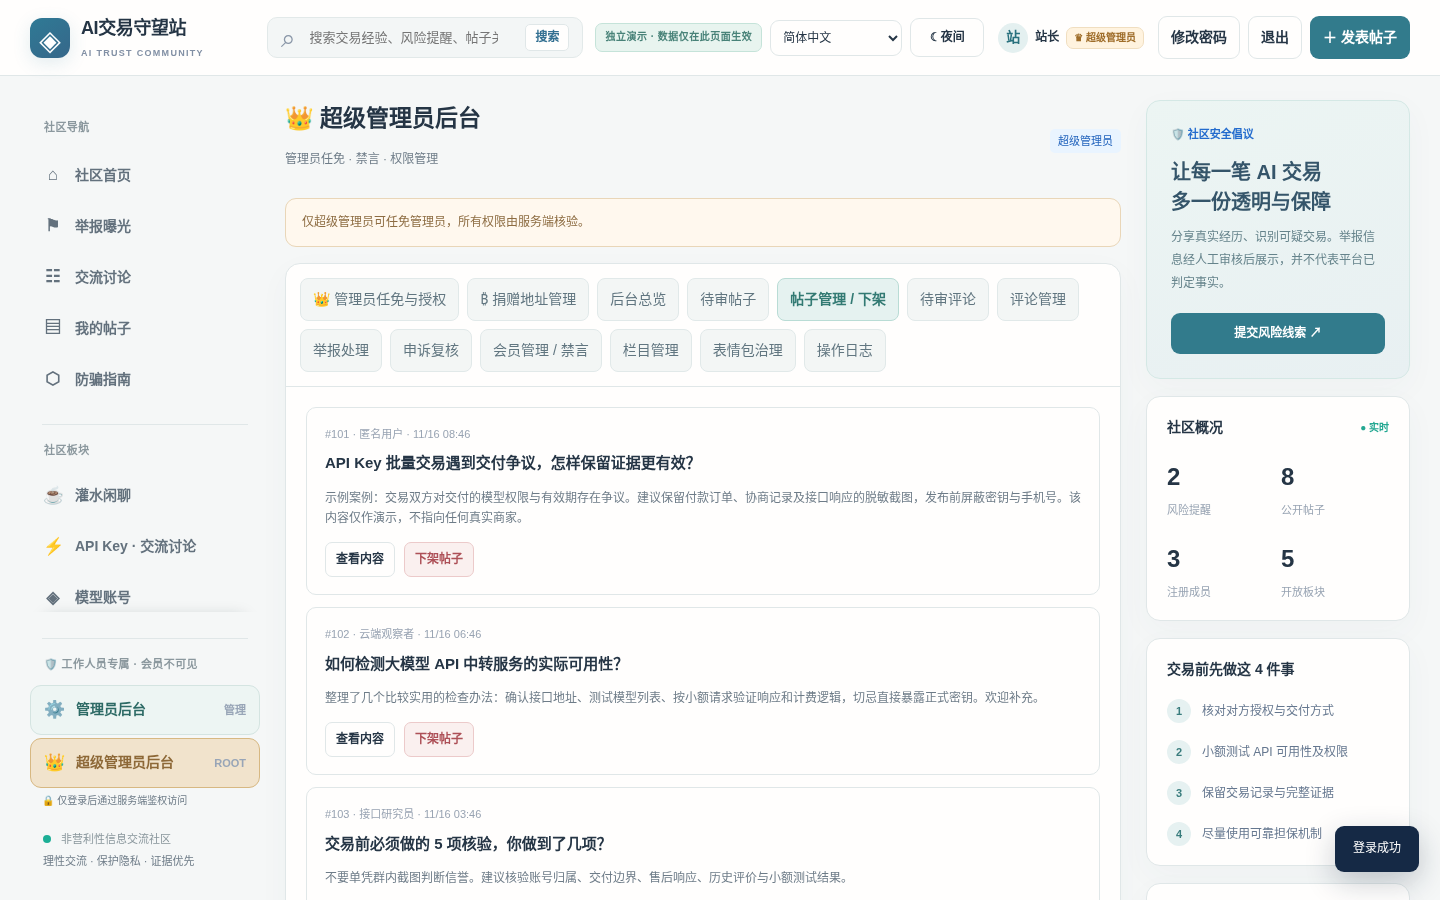 AI交易守望站
AI TRUST COMMUNITY
搜索交易经验、风险提醒、帖子关
搜索
独立演示 · 数据仅在此页面生效
简体中文
☾ 夜间
站 站长
♛ 超级管理员
修改密码
退出
＋ 发表帖子
社区导航
社区首页
举报曝光
交流讨论
我的帖子
防骗指南
社区板块
灌水闲聊
API Key · 交流讨论
模型账号
工作人员专属 · 会员不可见
管理员后台 管理
超级管理员后台 ROOT
仅登录后通过服务端鉴权访问
非营利性信息交流社区
理性交流 · 保护隐私 · 证据优先
超级管理员后台
管理员任免 · 禁言 · 权限管理
超级管理员
仅超级管理员可任免管理员，所有权限由服务端核验。
管理员任免与授权
₿ 捐赠地址管理
后台总览
待审帖子
帖子管理 / 下架
待审评论
评论管理
举报处理
申诉复核
会员管理 / 禁言
栏目管理
表情包治理
操作日志
#101 · 匿名用户 · 11/16 08:46
API Key 批量交易遇到交付争议，怎样保留证据更有效？
示例案例：交易双方对交付的模型权限与有效期存在争议。建议保留付款订单、协商记录及接口响应的脱敏截图，发布前屏蔽密钥与手机号。该
内容仅作演示，不指向任何真实商家。
查看内容
下架帖子
#102 · 云端观察者 · 11/16 06:46
如何检测大模型 API 中转服务的实际可用性？
整理了几个比较实用的检查办法：确认接口地址、测试模型列表、按小额请求验证响应和计费逻辑，切忌直接暴露正式密钥。欢迎补充。
查看内容
下架帖子
#103 · 接口研究员 · 11/16 03:46
交易前必须做的 5 项核验，你做到了几项？
不要单凭群内截图判断信誉。建议核验账号归属、交付边界、售后响应、历史评价与小额测试结果。
社区安全倡议
让每一笔 AI 交易
多一份透明与保障
分享真实经历、识别可疑交易。举报信
息经人工审核后展示，并不代表平台已
判定事实。
提交风险线索 ↗
社区概况
● 实时
2
风险提醒
8
公开帖子
3
注册成员
5
开放板块
交易前先做这 4 件事
1 核对对方授权与交付方式
2 小额测试 API 可用性及权限
3 保留交易记录与完整证据
4 尽量使用可靠担保机制
登录成功